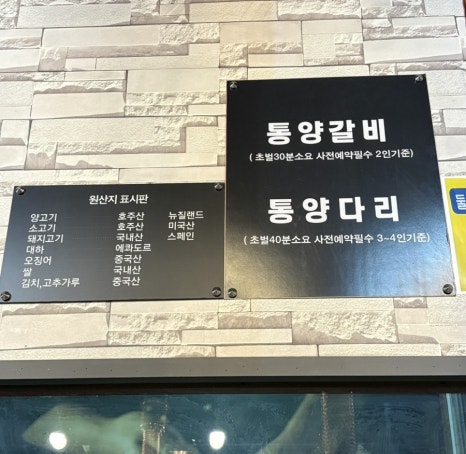 원산지 표시판
양고기 호주산 뉴질랜드
소고기 호주산 미국산
돼지고기 국내산 스페인
대하 에콰도르
오징어 중국산
쌀 국내산
김치,고추가루 중국산
통양갈비
( 초벌30분소요 사전예약필수 2인기준)
통양다리
(초벌40분소요 사전예약필수 3~4인기준)